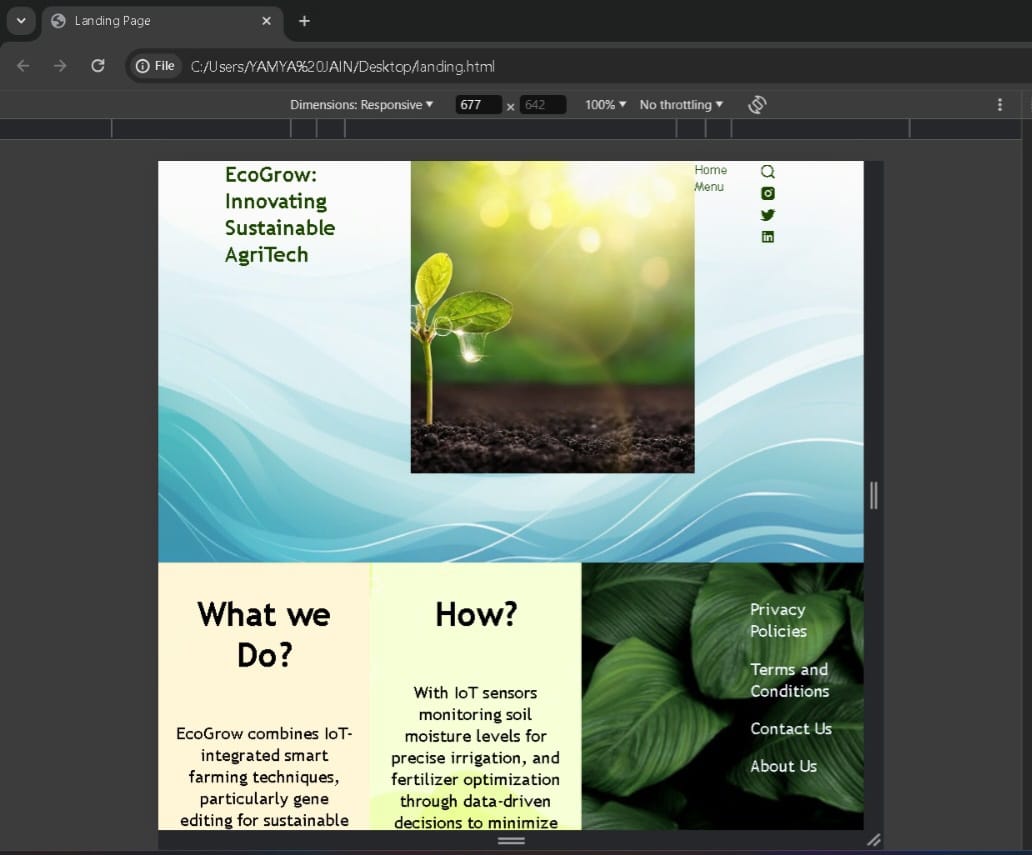 Landing Page
File C:/Users/YAMYA%20JAIN/Desktop/landing.html
Dimensions: Responsive 677 x 642 100% No throttling
EcoGrow:
Innovating
Sustainable
AgriTech
Home
Menu
What we
Do?
EcoGrow combines IoT-
integrated smart
farming techniques,
particularly gene
editing for sustainable
How?
With IoT sensors
monitoring soil
moisture levels for
precise irrigation, and
fertilizer optimization
through data-driven
decisions to minimize
Privacy
Policies
Terms and
Conditions
Contact Us
About Us